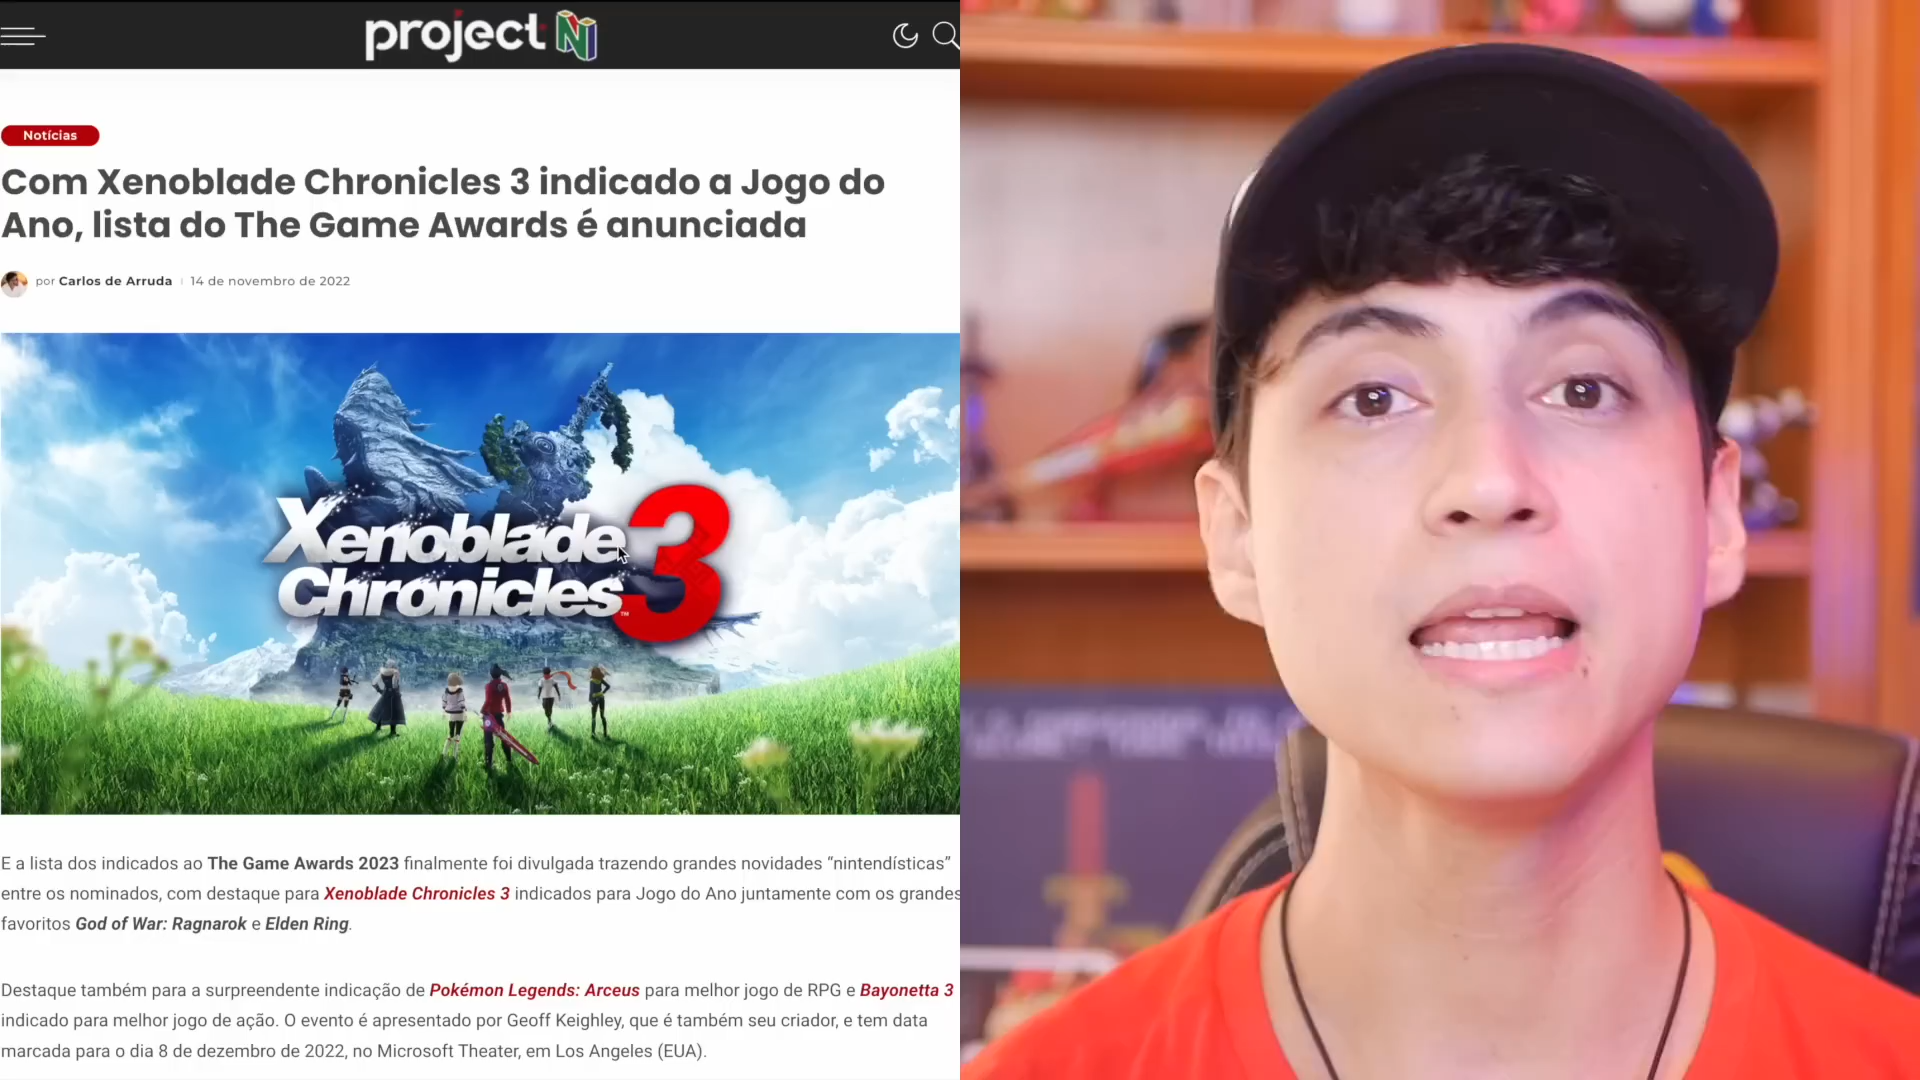 project N
Notícias
Com Xenoblade Chronicles 3 indicado a Jogo do
Ano, lista do The Game Awards é anunciada
por Carlos de Arruda 14 de novembro de 2022
Xenoblade
Chronicles 3
TM
E a lista dos indicados ao The Game Awards 2023 finalmente foi divulgada trazendo grandes novidades “nintendísticas”
entre os nominados, com destaque para Xenoblade Chronicles 3 indicados para Jogo do Ano juntamente com os grandes
favoritos God of War: Ragnarok e Elden Ring.
Destaque também para a surpreendente indicação de Pokémon Legends: Arceus para melhor jogo de RPG e Bayonetta 3
indicado para melhor jogo de ação. O evento é apresentado por Geoff Keighley, que é também seu criador, e tem data
marcada para o dia 8 de dezembro de 2022, no Microsoft Theater, em Los Angeles (EUA).